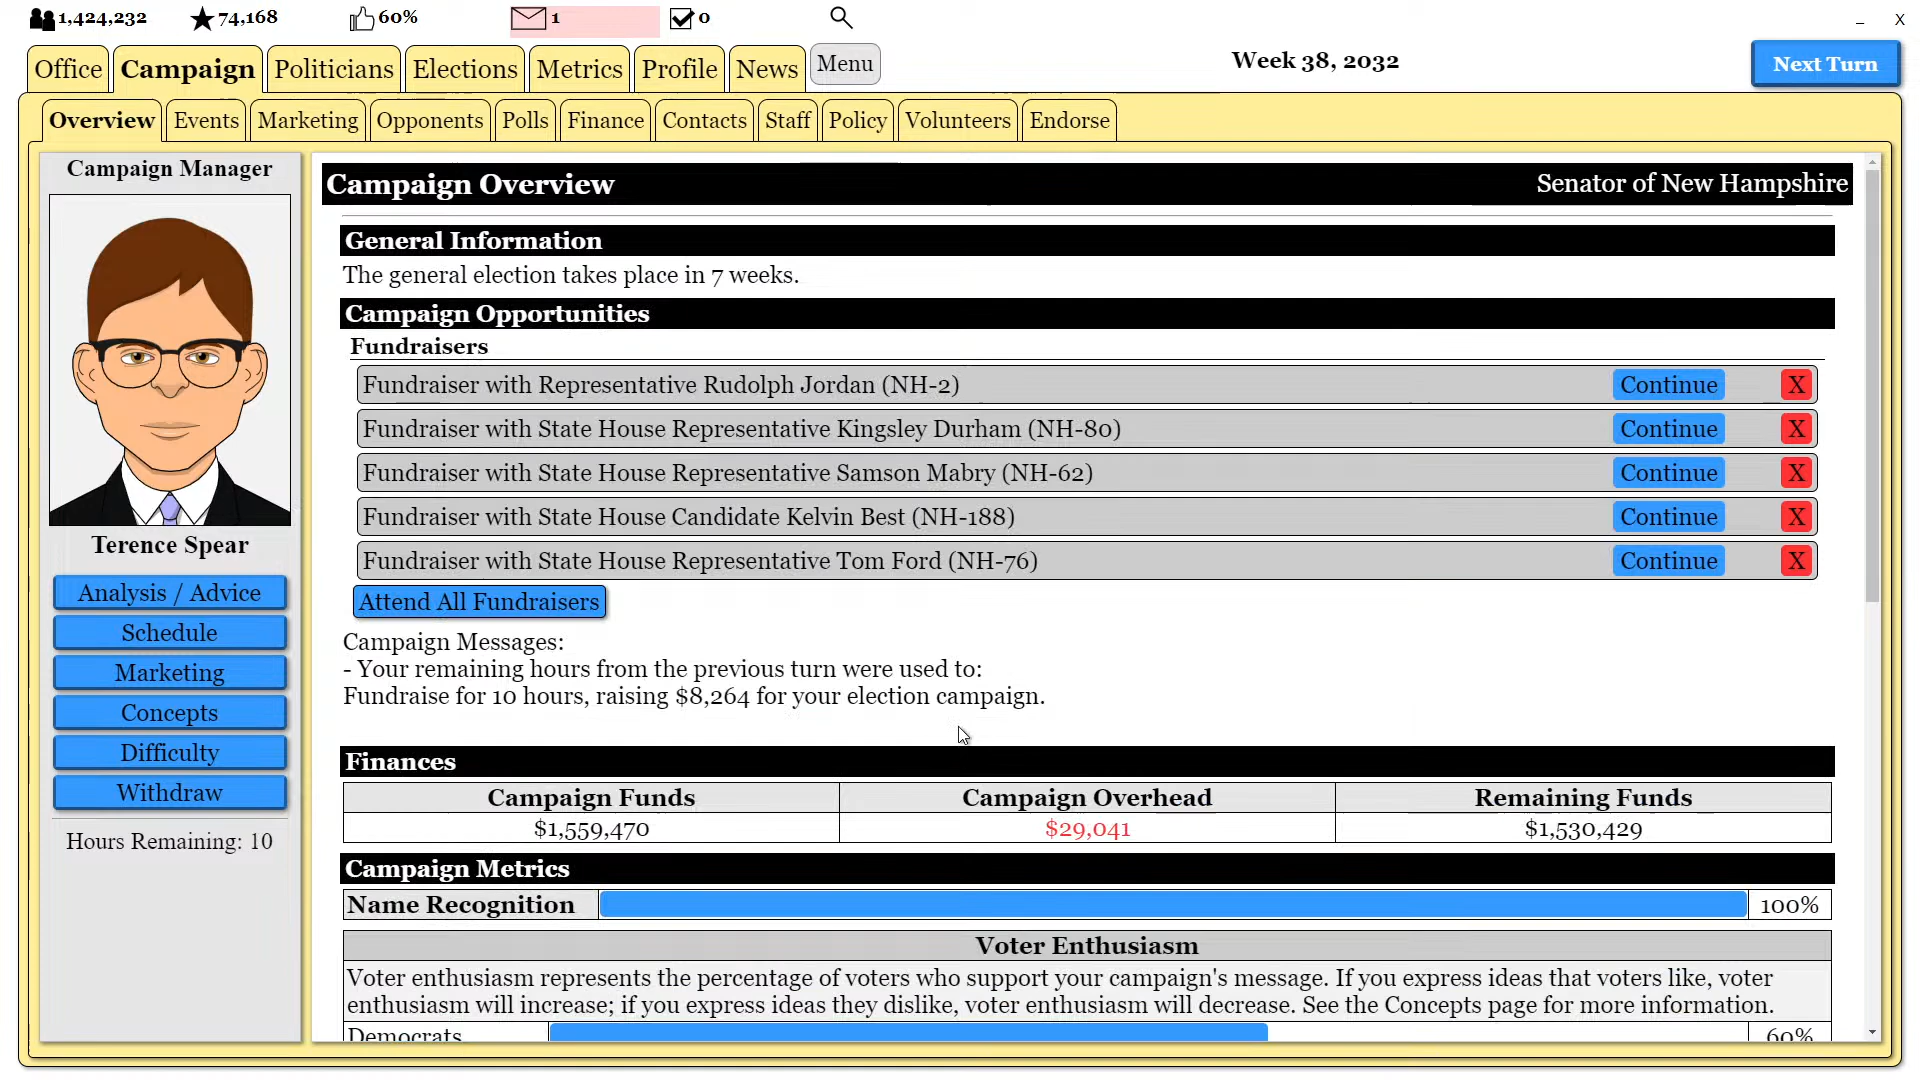 1,424,232 74,168 60% 1 0
_ X
Office Campaign Politicians Elections Metrics Profile News Menu
Week 38, 2032
Next Turn
Overview Events Marketing Opponents Polls Finance Contacts Staff Policy Volunteers Endorse
Campaign Manager
Terence Spear
Analysis / Advice
Schedule
Marketing
Concepts
Difficulty
Withdraw
Hours Remaining: 10
Campaign Overview Senator of New Hampshire
General Information
The general election takes place in 7 weeks.
Campaign Opportunities
Fundraisers
Fundraiser with Representative Rudolph Jordan (NH-2) Continue X
Fundraiser with State House Representative Kingsley Durham (NH-80) Continue X
Fundraiser with State House Representative Samson Mabry (NH-62) Continue X
Fundraiser with State House Candidate Kelvin Best (NH-188) Continue X
Fundraiser with State House Representative Tom Ford (NH-76) Continue X
Attend All Fundraisers
Campaign Messages:
- Your remaining hours from the previous turn were used to:
Fundraise for 10 hours, raising $8,264 for your election campaign.
Finances
Campaign Funds Campaign Overhead Remaining Funds
$1,559,470 $29,041 $1,530,429
Campaign Metrics
Name Recognition 100%
Voter Enthusiasm
Voter enthusiasm represents the percentage of voters who support your campaign's message. If you express ideas that voters like, voter
enthusiasm will increase; if you express ideas they dislike, voter enthusiasm will decrease. See the Concepts page for more information.
Democrats 60%